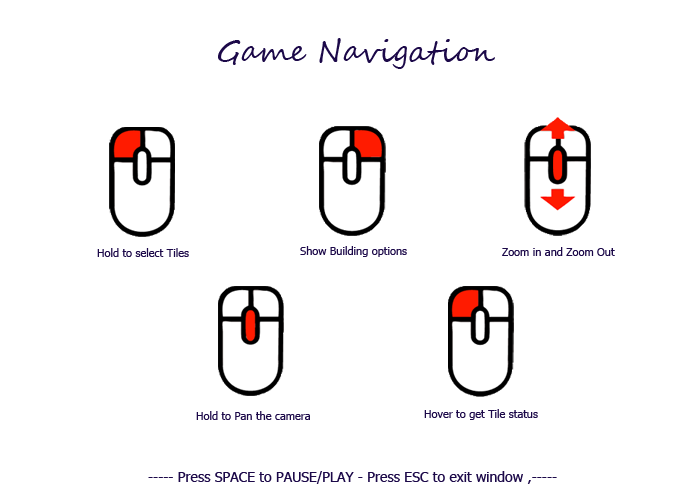 Game Navigation
Hold to select Tiles
Show Building options
Zoom in and Zoom Out
Hold to Pan the camera
Hover to get Tile status
----- Press SPACE to PAUSE/PLAY - Press ESC to exit window ,-----